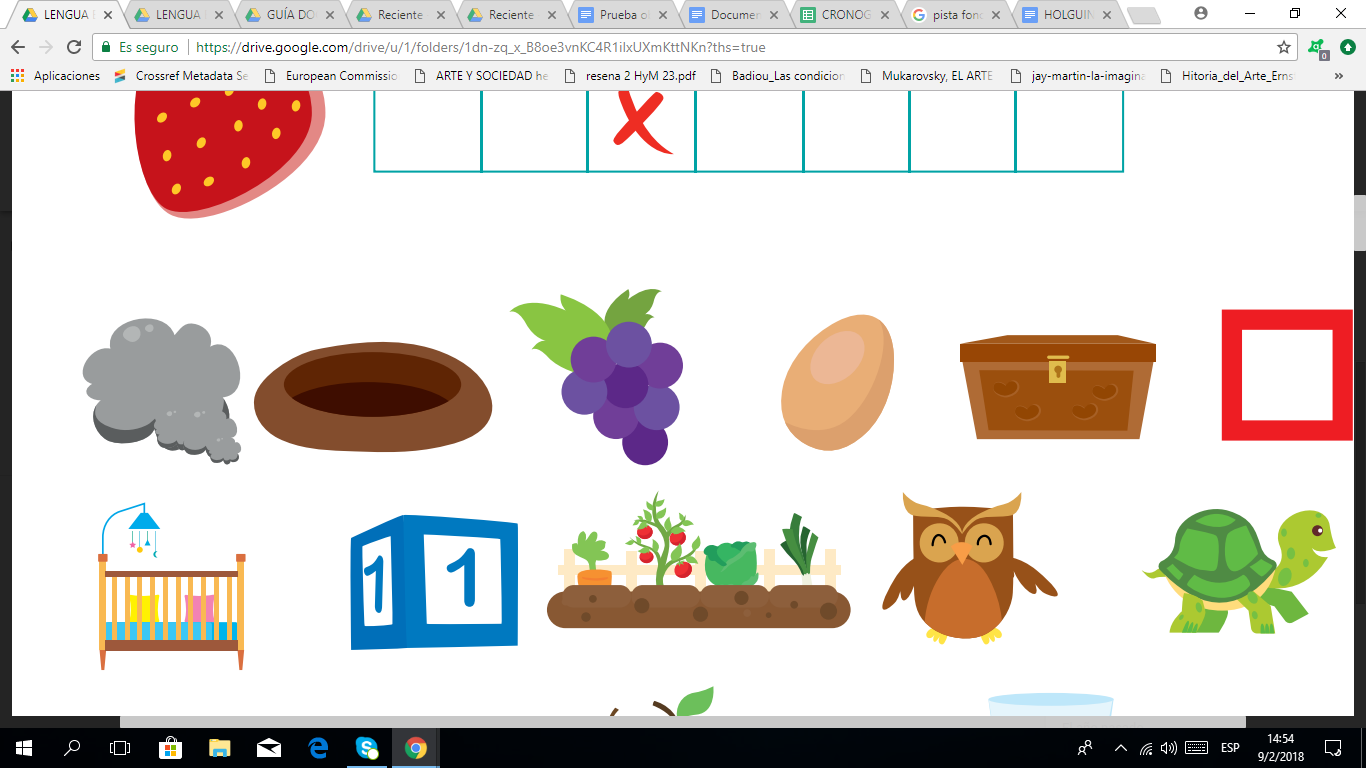 LENGUA E
LENGUA
GUÍA DO
Reciente
Reciente
Prueba ol
Documen
CRONOG
pista fond
HOLGUIN
Es seguro
https://drive.google.com/drive/u/1/folders/1dn-zq_x_B8oe3vnKC4R1ilxUXmKttNKn?ths=true
0
Aplicaciones
Crossref Metadata Se
European Commissio
ARTE Y SOCIEDAD he
resena 2 HyM 23.pdf
Badiou_Las condicion
Mukarovsky, EL ARTE
jay-martin-la-imagina
Hitoria_del_Arte_Erns
»
1 1
ESP
14:54
9/2/2018